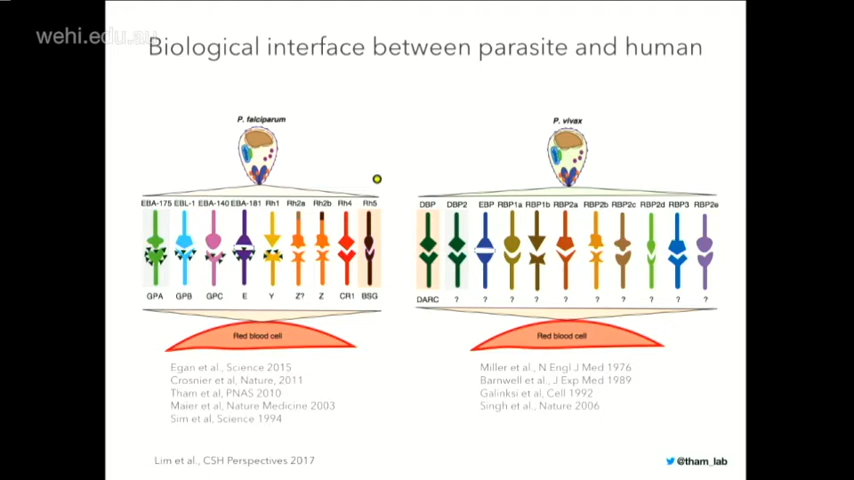 wehi.edu.au
Biological interface between parasite and human
P. falciparum
EBA-175 EBL-1 EBA-140 EBA-181 Rh1 Rh2a Rh2b Rh4 Rh5
GPA GPB GPC E Y Z? Z CR1 BSG
Red blood cell
Egan et al., Science 2015
Crosnier et al, Nature, 2011
Tham et al, PNAS 2010
Maier et al, Nature Medicine 2003
Sim et al, Science 1994
P. vivax
DBP DBP2 EBP RBP1a RBP1b RBP2a RBP2b RBP2c RBP2d RBP3 RBP2e
DARC ? ? ? ? ? ? ? ? ? ?
Red blood cell
Miller et al., N Engl J Med 1976
Barnwell et al., J Exp Med 1989
Galinksi et al, Cell 1992
Singh et al., Nature 2006
Lim et al., CSH Perspectives 2017
@tham_lab